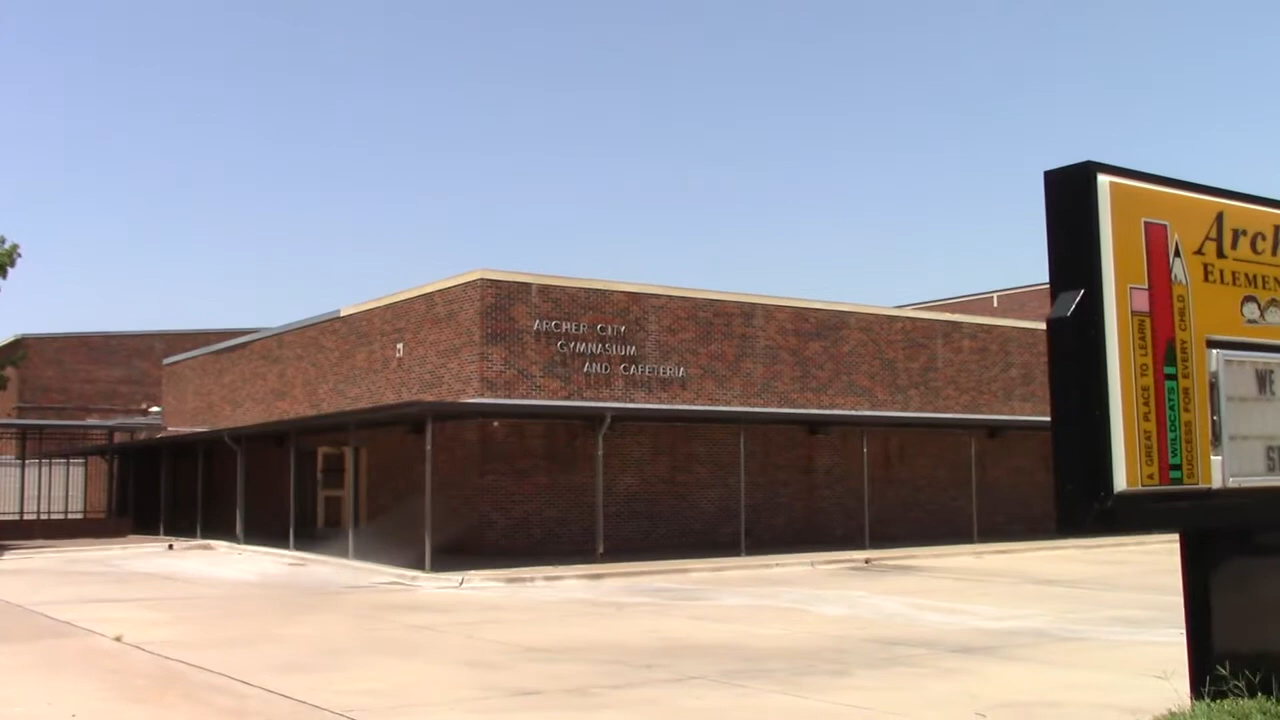 ARCHER CITY
GYMNASIUM
AND CAFETERIA
Arch
ELEMEN
A GREAT PLACE TO LEARN
WILDCATS
SUCCESS FOR EVERY CHILD
WE
S